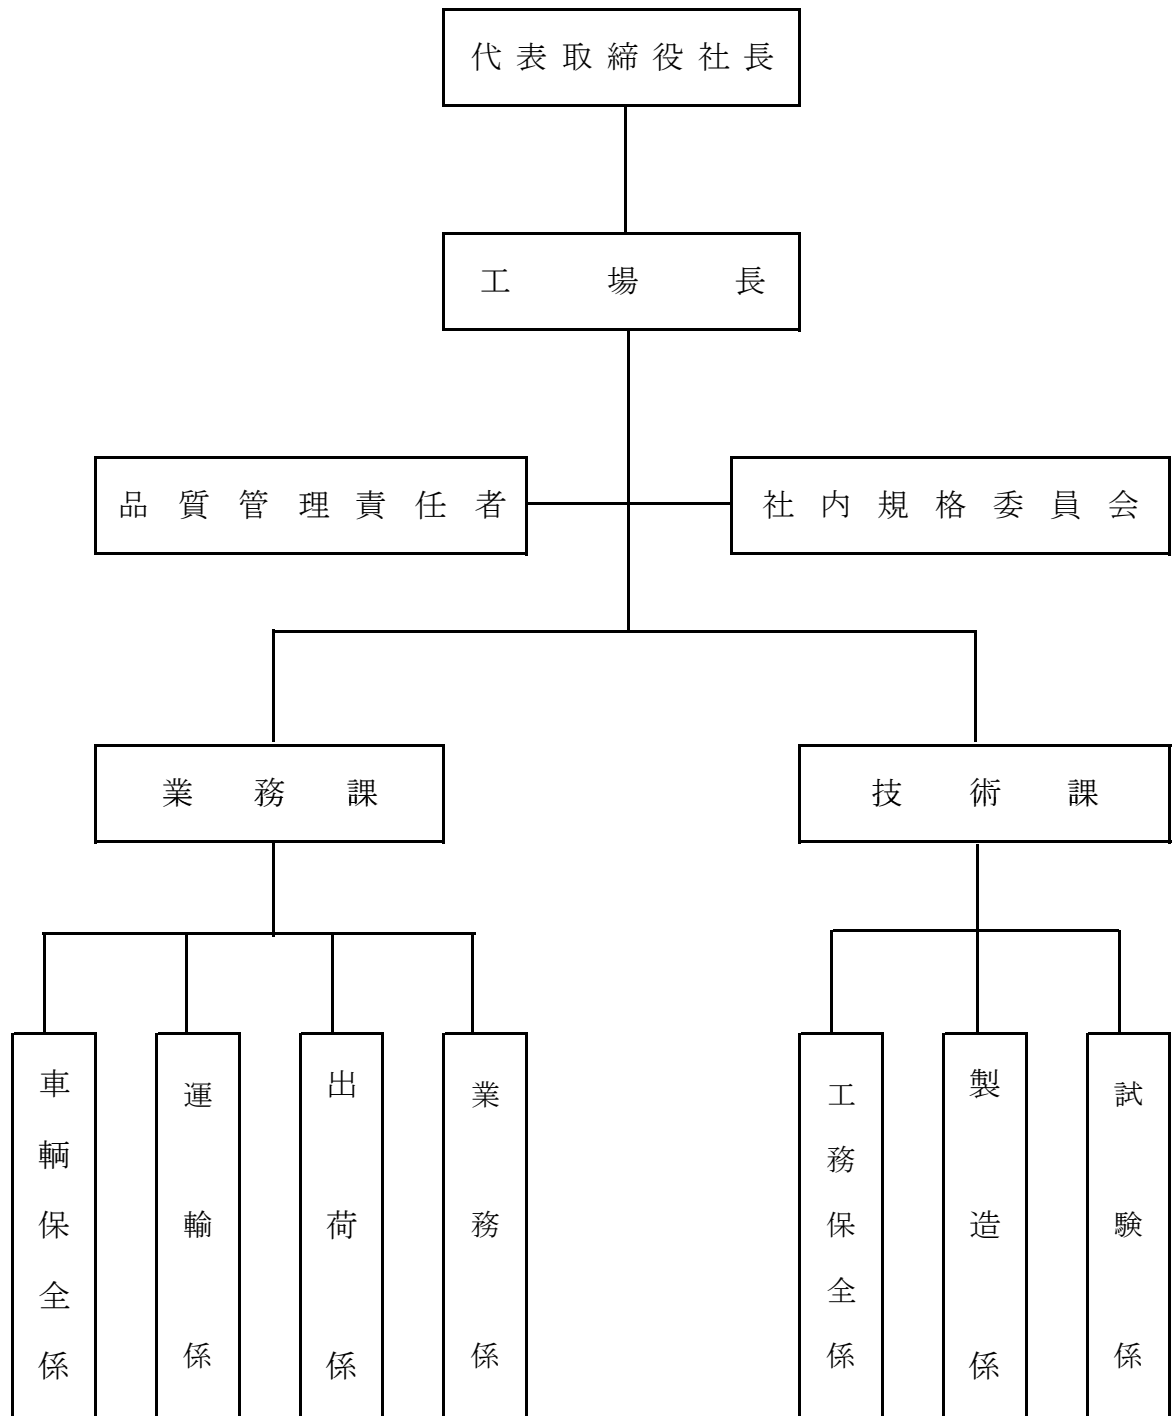 代表取締役社長
工場長
品質管理責任者
社内規格委員会
業務課
技術課
車輌保全係
運輸係
出荷係
業務係
工務保全係
製造係
試験係